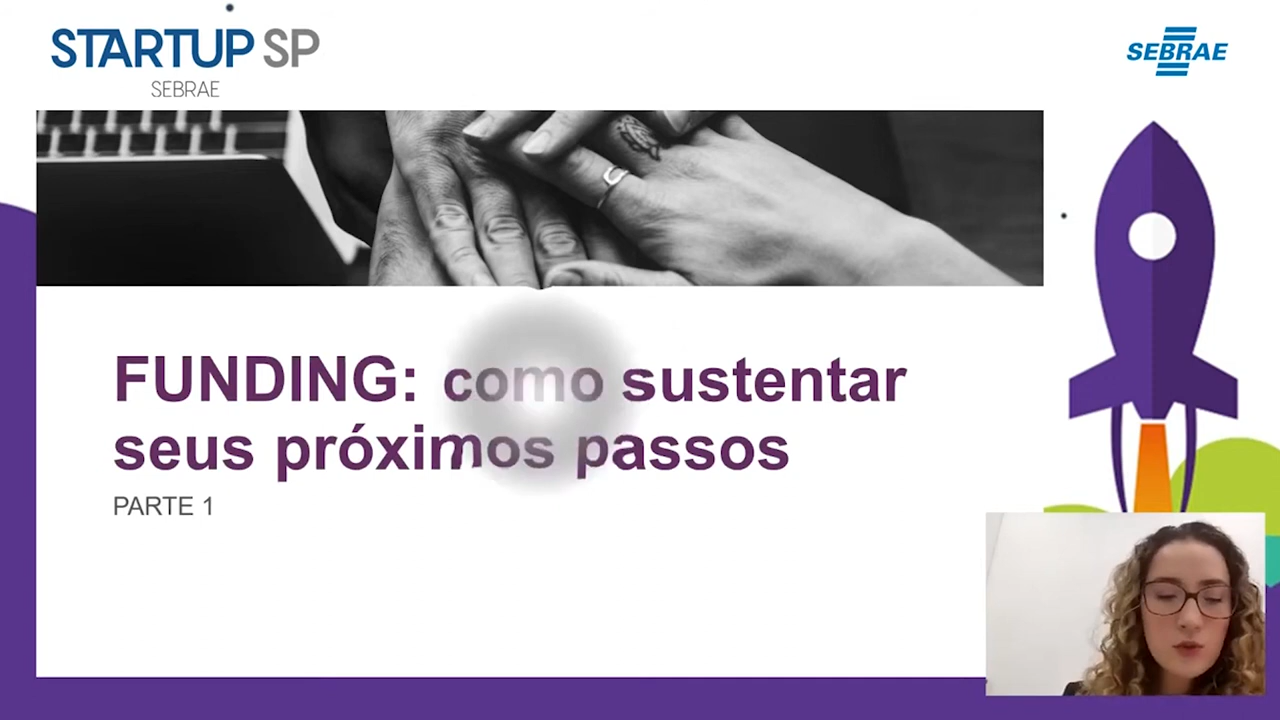 STARTUP SP
SEBRAE
SEBRAE
FUNDING: como sustentar
seus próximos passos
PARTE 1